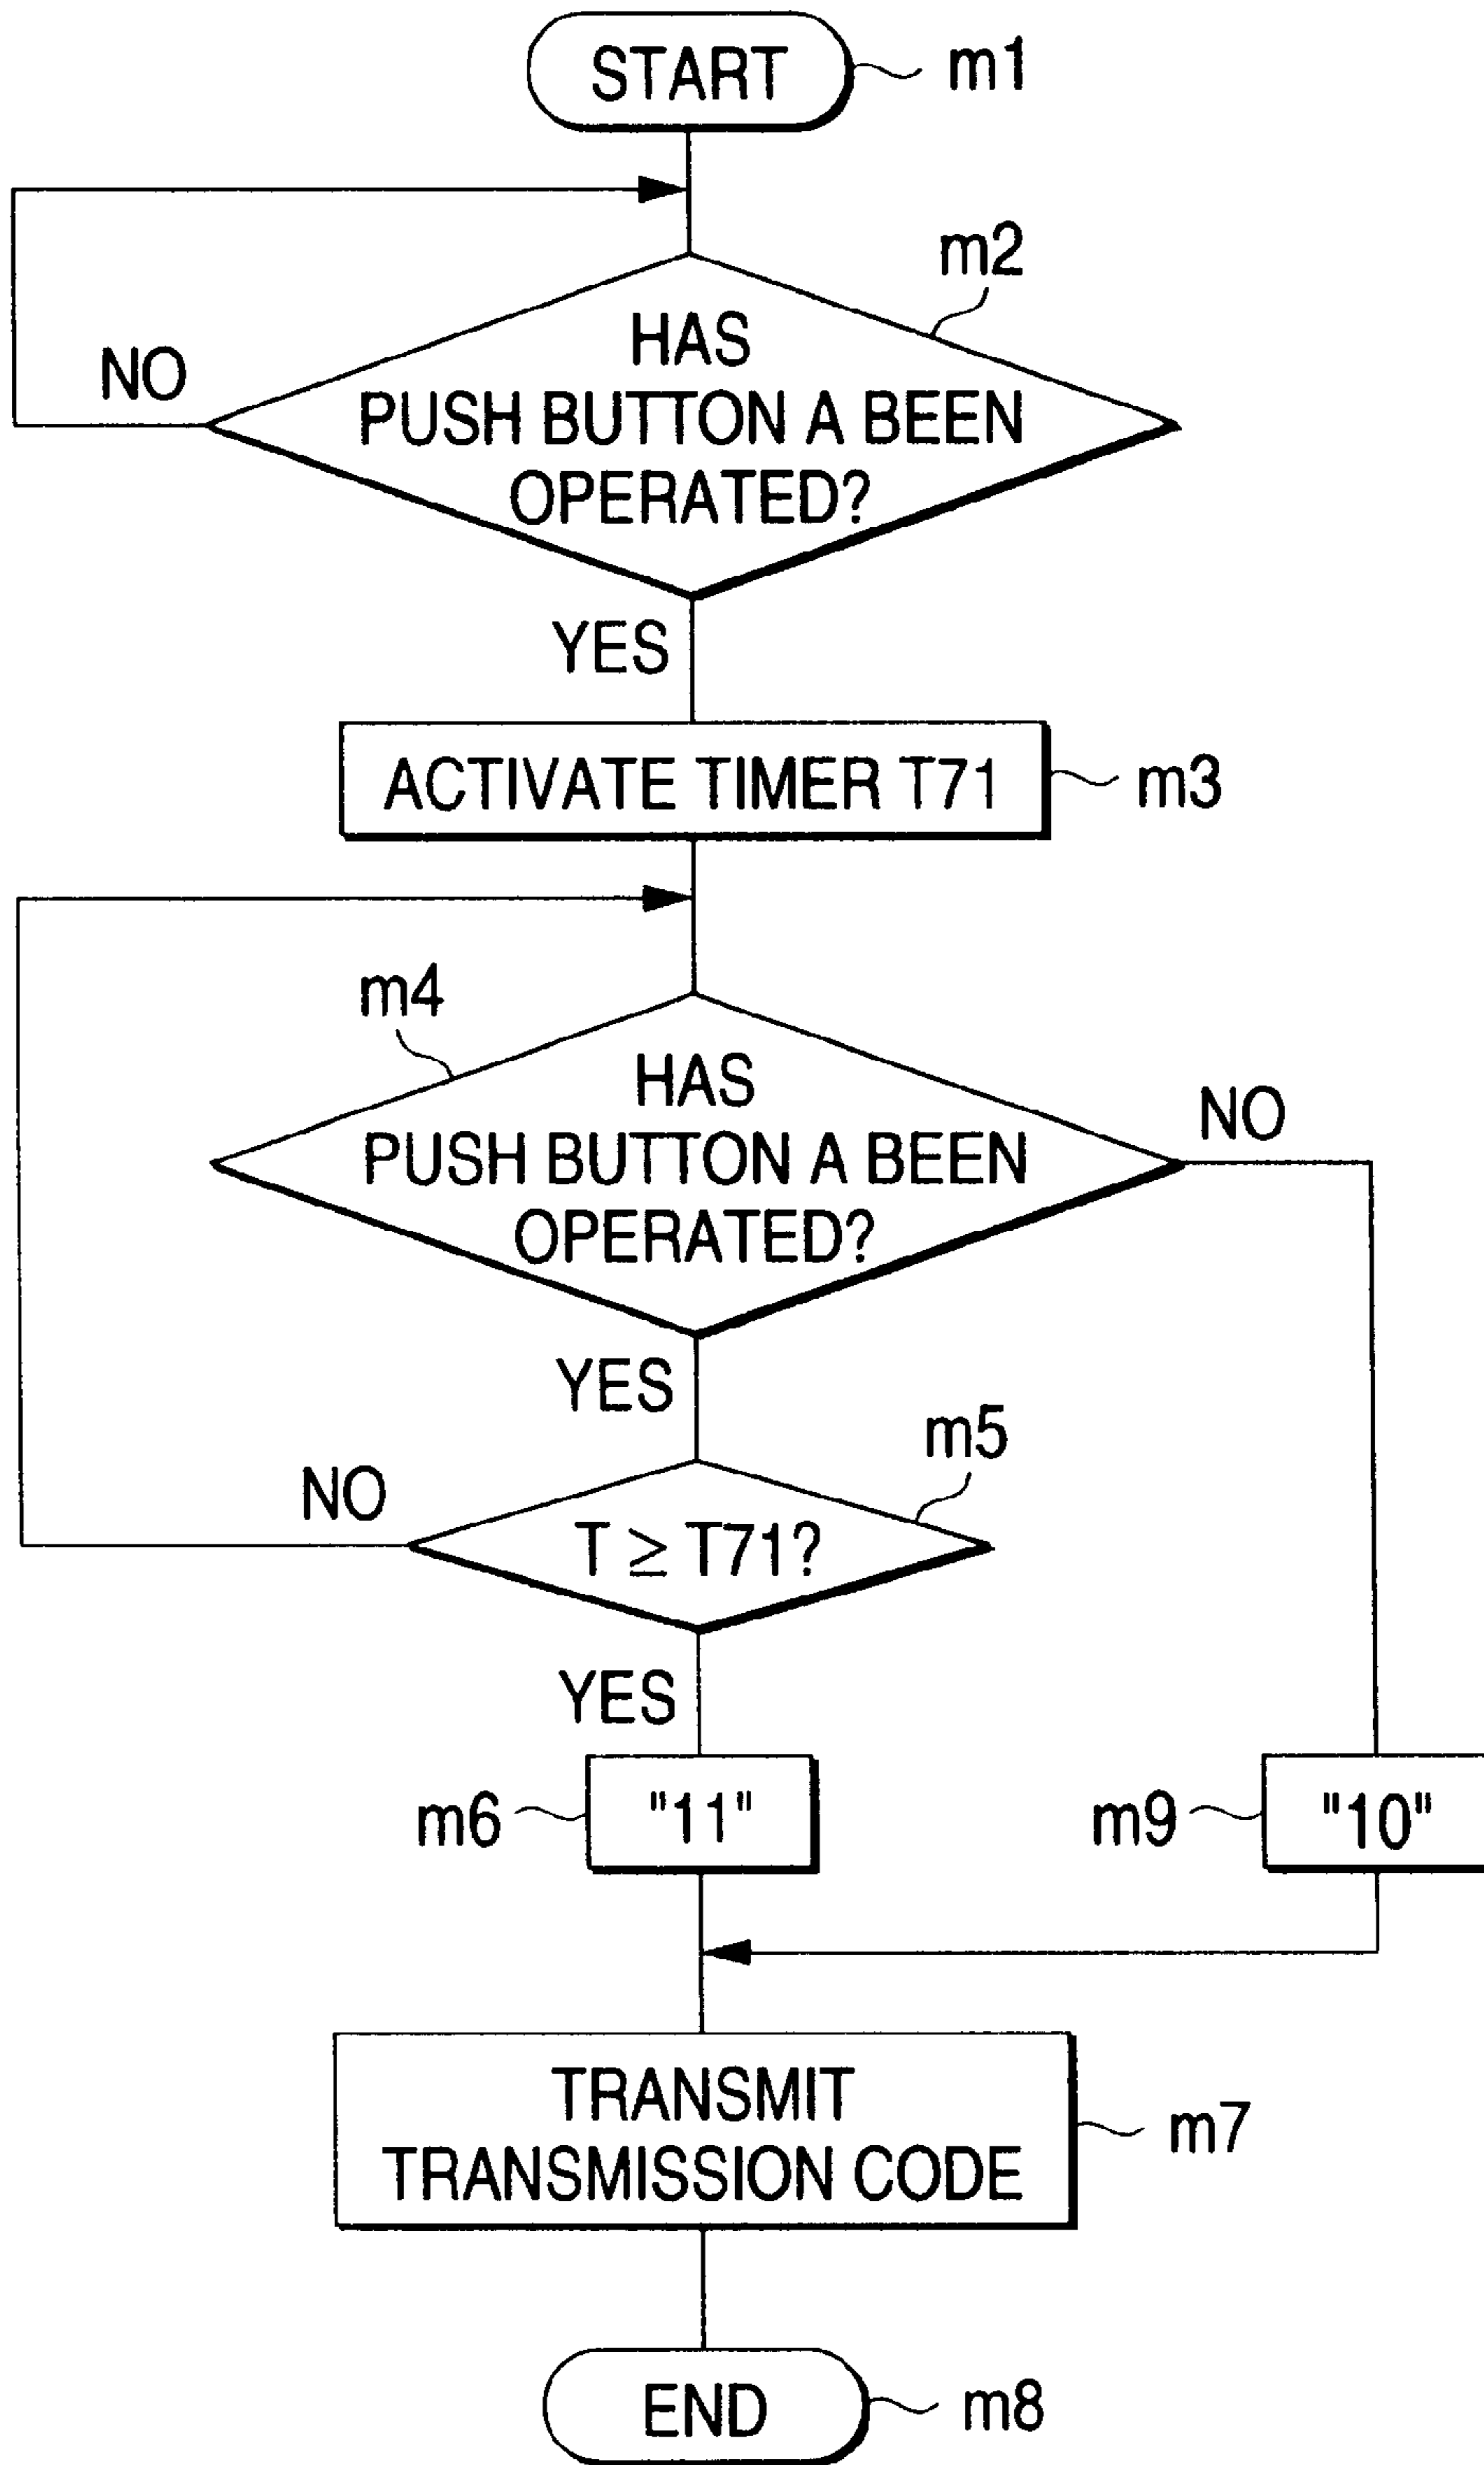 START
m1
m2
HAS
PUSH BUTTON A BEEN
OPERATED?
NO
YES
ACTIVATE TIMER T71
m3
m4
HAS
PUSH BUTTON A BEEN
OPERATED?
NO
YES
m5
NO
T ≧ T71?
YES
m6
"11"
m9
"10"
TRANSMIT
TRANSMISSION CODE
m7
END
m8